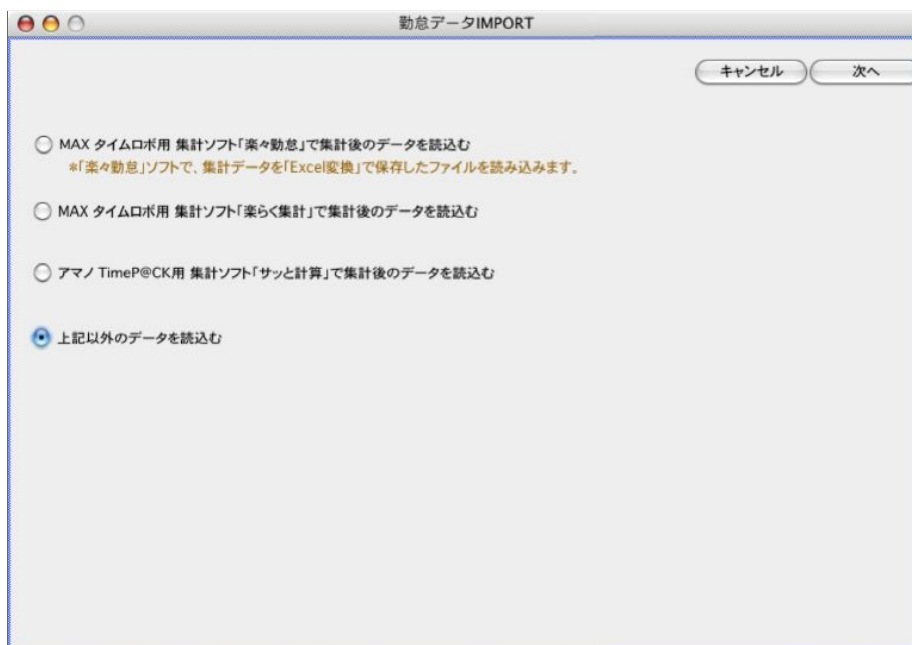 勤怠データIMPORT
キャンセル 次へ
MAX タイムロボ用 集計ソフト「楽々勤怠」で集計後のデータを読込む
*「楽々勤怠」ソフトで、集計データを「Excel変換」で保存したファイルを読み込みます。
MAX タイムロボ用 集計ソフト「楽らく集計」で集計後のデータを読込む
アマノ TimeP@CK用 集計ソフト「サッと計算」で集計後のデータを読込む
上記以外のデータを読込む